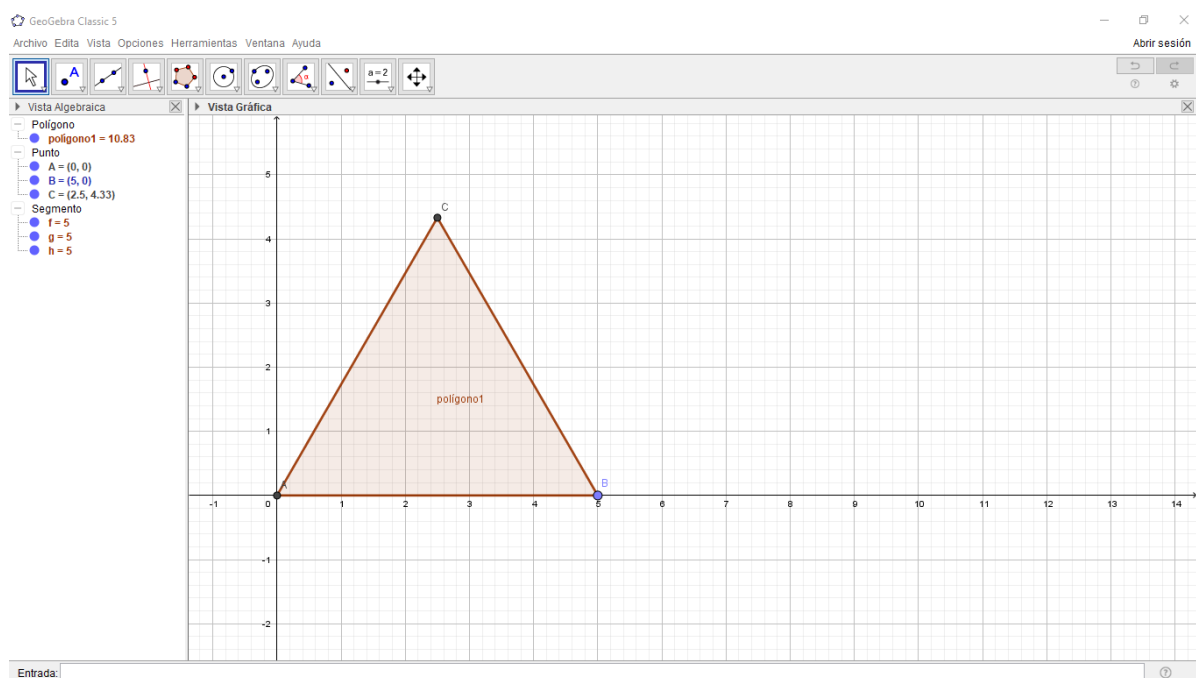 GeoGebra Classic 5
Archivo Edita Vista Opciones Herramientas Ventana Ayuda
Abrir sesión
A
α
a = 2
Vista Algebraica
Vista Gráfica
Polígono
polígono1 = 10.83
Punto
A = (0, 0)
B = (5, 0)
C = (2.5, 4.33)
Segmento
f = 5
g = 5
h = 5
5
C
4
3
2
polígono1
1
A
B
-1 0 1 2 3 4 5 6 7 8 9 10 11 12 13 14
-1
-2
Entrada: